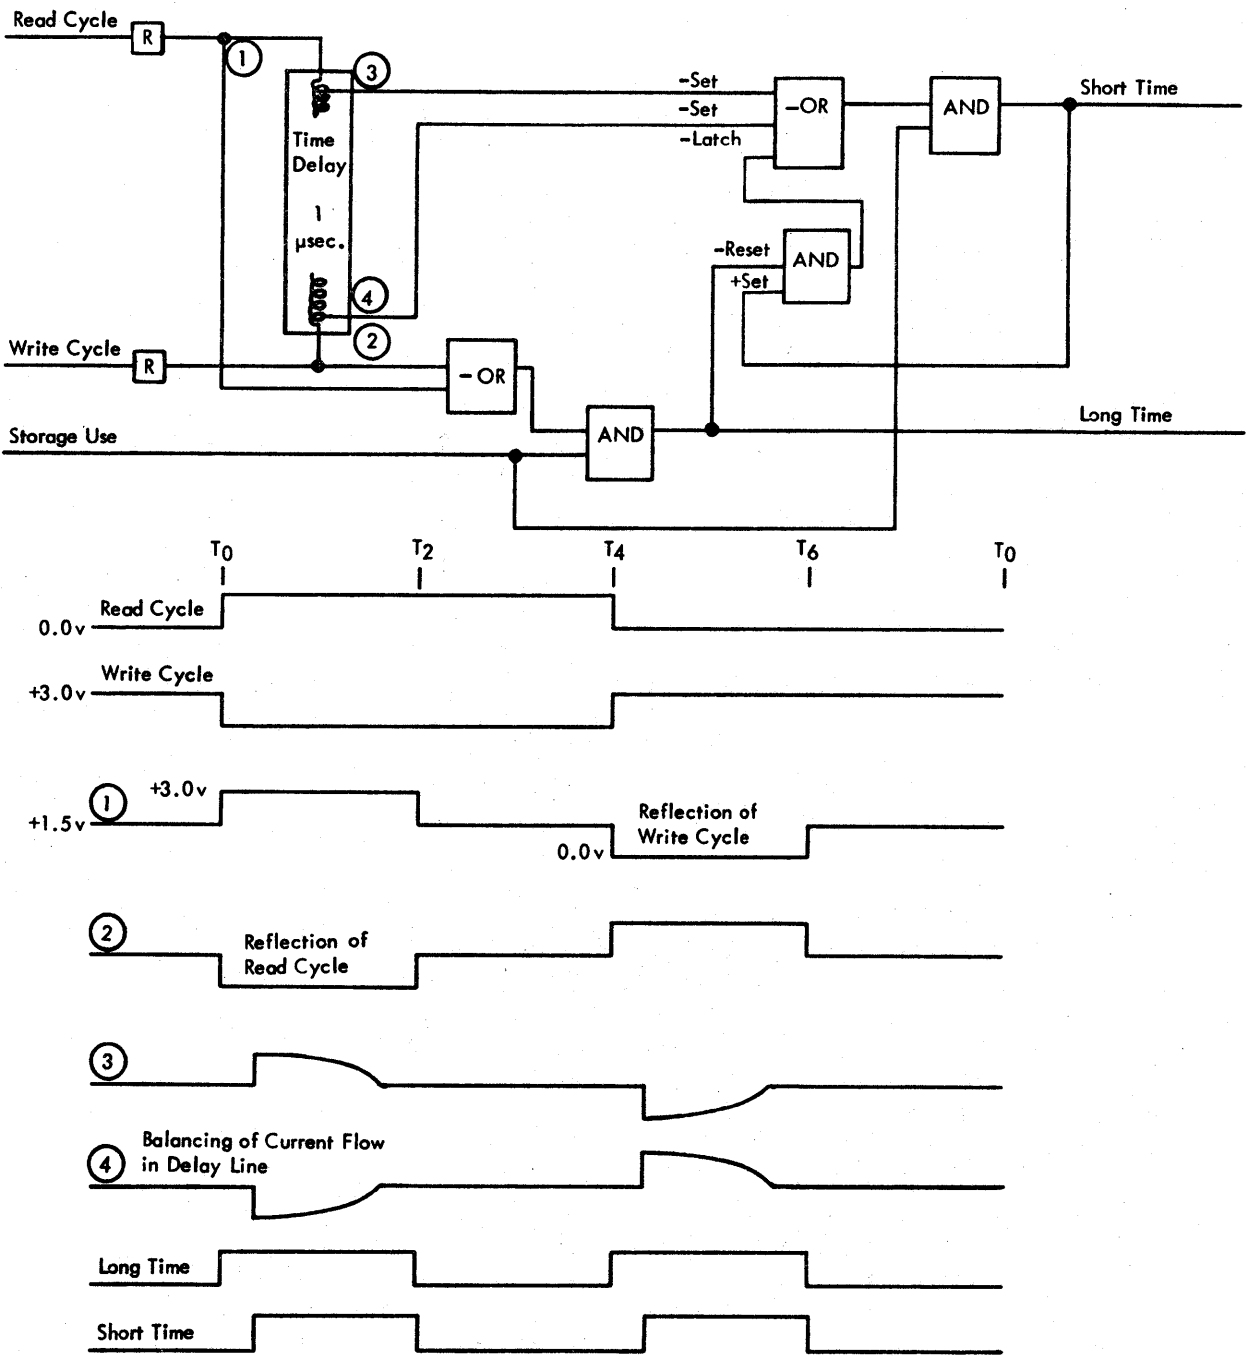 Read Cycle
R
1
3
-Set
-Set
-Latch
-OR
AND
Short Time
Time
Delay
1
µsec.
-Reset
+Set
AND
4
2
Write Cycle
R
-OR
Storage Use
AND
Long Time
T0
T2
T4
T6
T0
Read Cycle
0.0v
Write Cycle
+3.0v
1
+3.0v
+1.5v
Reflection of
Write Cycle
0.0v
2
Reflection of
Read Cycle
3
Balancing of Current Flow
in Delay Line
4
Long Time
Short Time